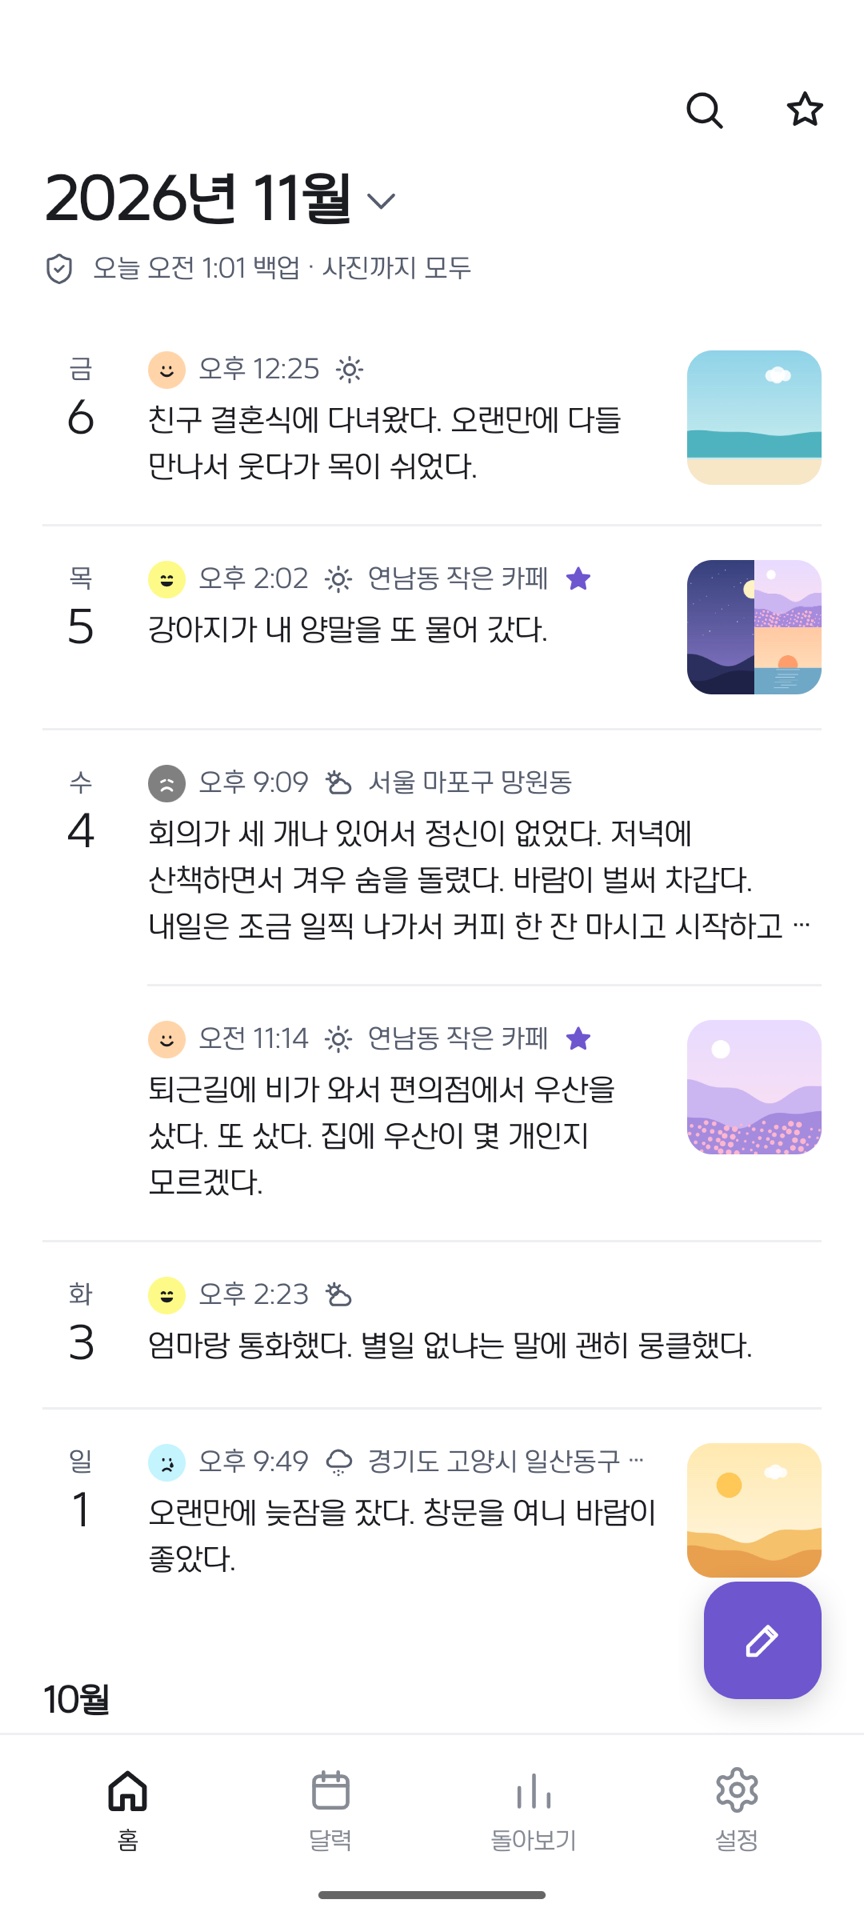 2026년 11월
오늘 오전 1:01 백업 · 사진까지 모두
금
6
오후 12:25
친구 결혼식에 다녀왔다. 오랜만에 다들
만나서 웃다가 목이 쉬었다.
목
5
오후 2:02 연남동 작은 카페
강아지가 내 양말을 또 물어 갔다.
수
4
오후 9:09 서울 마포구 망원동
회의가 세 개나 있어서 정신이 없었다. 저녁에
산책하면서 겨우 숨을 돌렸다. 바람이 벌써 차갑다.
내일은 조금 일찍 나가서 커피 한 잔 마시고 시작하고 …
오전 11:14 연남동 작은 카페
퇴근길에 비가 와서 편의점에서 우산을
샀다. 또 샀다. 집에 우산이 몇 개인지
모르겠다.
화
3
오후 2:23
엄마랑 통화했다. 별일 없냐는 말에 괜히 뭉클했다.
일
1
오후 9:49 경기도 고양시 일산동구 …
오랜만에 늦잠을 잤다. 창문을 여니 바람이
좋았다.
10월
홈
달력
돌아보기
설정